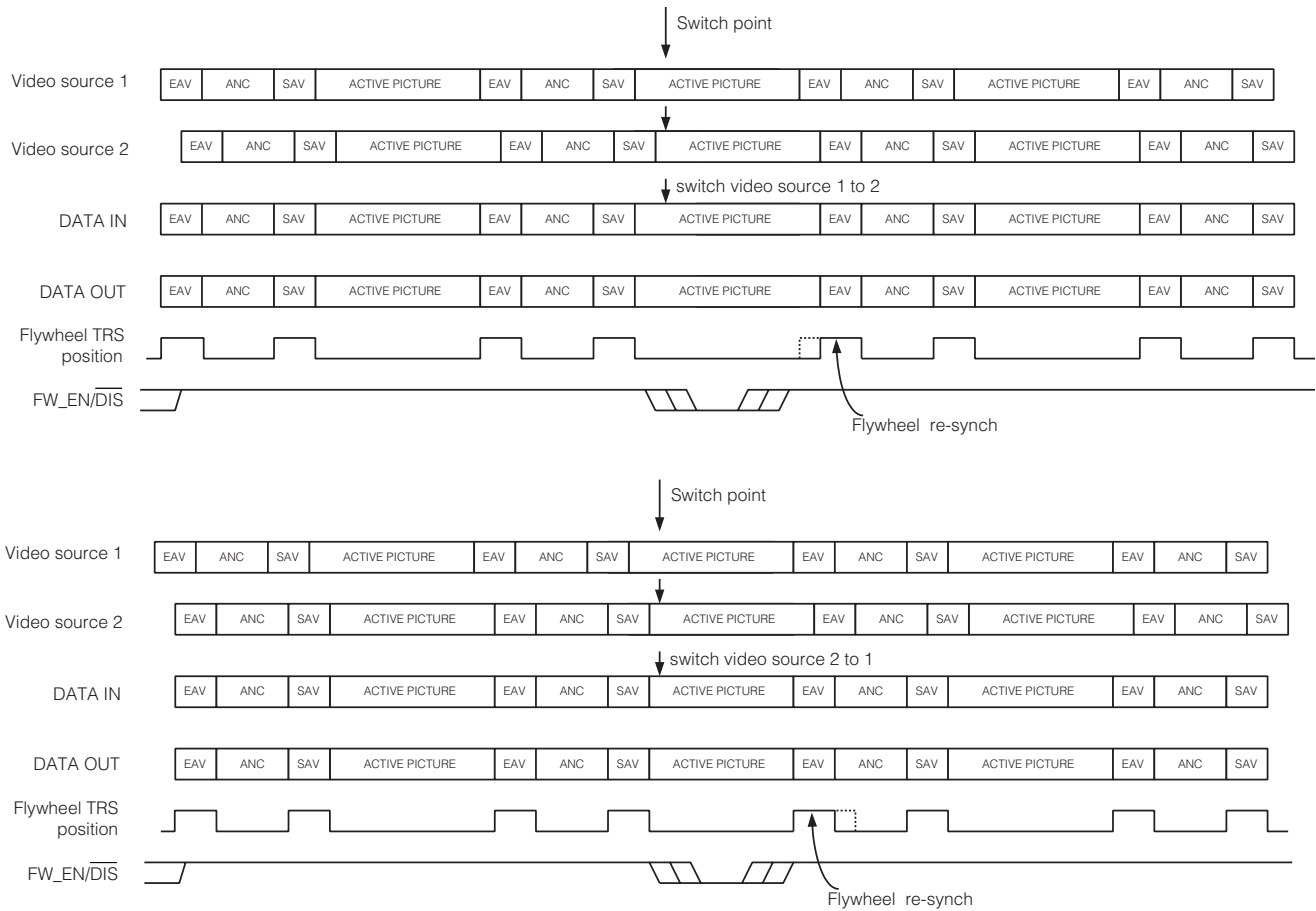 Switch point
Video source 1 EAV ANC SAV ACTIVE PICTURE EAV ANC SAV ACTIVE PICTURE EAV ANC SAV ACTIVE PICTURE EAV ANC SAV
Video source 2 EAV ANC SAV ACTIVE PICTURE EAV ANC SAV ACTIVE PICTURE EAV ANC SAV ACTIVE PICTURE EAV ANC SAV
switch video source 1 to 2
DATA IN EAV ANC SAV ACTIVE PICTURE EAV ANC SAV ACTIVE PICTURE EAV ANC SAV ACTIVE PICTURE EAV ANC SAV
DATA OUT EAV ANC SAV ACTIVE PICTURE EAV ANC SAV ACTIVE PICTURE EAV ANC SAV ACTIVE PICTURE EAV ANC SAV
Flywheel TRS
position
FW_EN/DIS
Flywheel re-synch
Switch point
Video source 1 EAV ANC SAV ACTIVE PICTURE EAV ANC SAV ACTIVE PICTURE EAV ANC SAV ACTIVE PICTURE EAV ANC SAV
Video source 2 EAV ANC SAV ACTIVE PICTURE EAV ANC SAV ACTIVE PICTURE EAV ANC SAV ACTIVE PICTURE EAV ANC SAV
switch video source 2 to 1
DATA IN EAV ANC SAV ACTIVE PICTURE EAV ANC SAV ACTIVE PICTURE EAV ANC SAV ACTIVE PICTURE EAV ANC SAV
DATA OUT EAV ANC SAV ACTIVE PICTURE EAV ANC SAV ACTIVE PICTURE EAV ANC SAV ACTIVE PICTURE EAV ANC SAV
Flywheel TRS
position
FW_EN/DIS
Flywheel re-synch